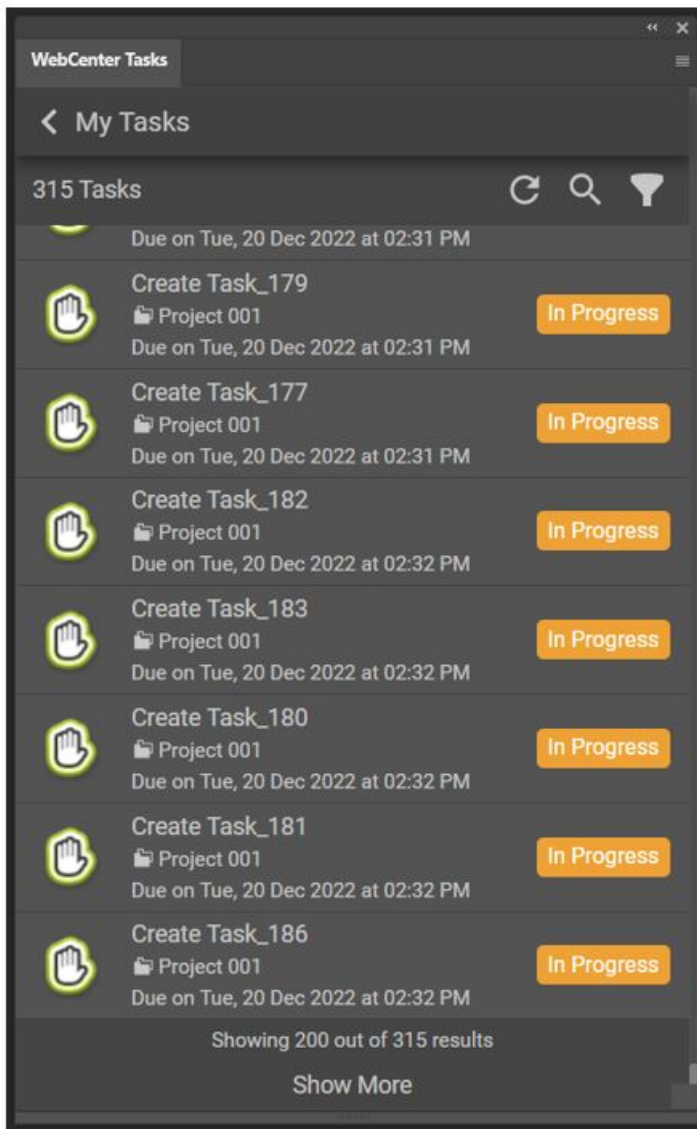 WebCenter Tasks
My Tasks
315 Tasks
Due on Tue, 20 Dec 2022 at 02:31 PM
Create Task_179
Project 001
In Progress
Due on Tue, 20 Dec 2022 at 02:31 PM
Create Task_177
Project 001
In Progress
Due on Tue, 20 Dec 2022 at 02:31 PM
Create Task_182
Project 001
In Progress
Due on Tue, 20 Dec 2022 at 02:32 PM
Create Task_183
Project 001
In Progress
Due on Tue, 20 Dec 2022 at 02:32 PM
Create Task_180
Project 001
In Progress
Due on Tue, 20 Dec 2022 at 02:32 PM
Create Task_181
Project 001
In Progress
Due on Tue, 20 Dec 2022 at 02:32 PM
Create Task_186
Project 001
In Progress
Due on Tue, 20 Dec 2022 at 02:32 PM
Showing 200 out of 315 results
Show More